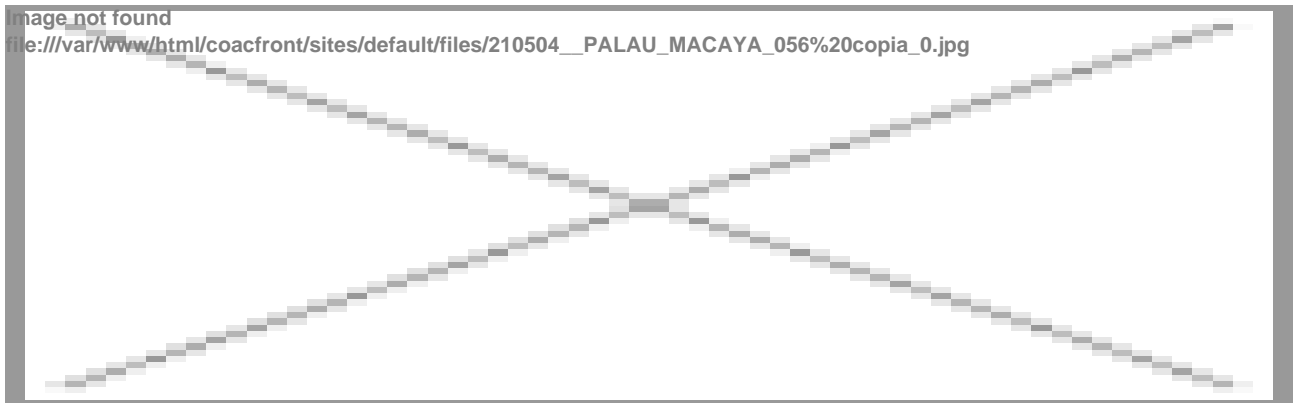 Image not found
file:///var/www/html/coacfront/sites/default/files/210504__PALAU_MACAYA_056%20copia_0.jpg